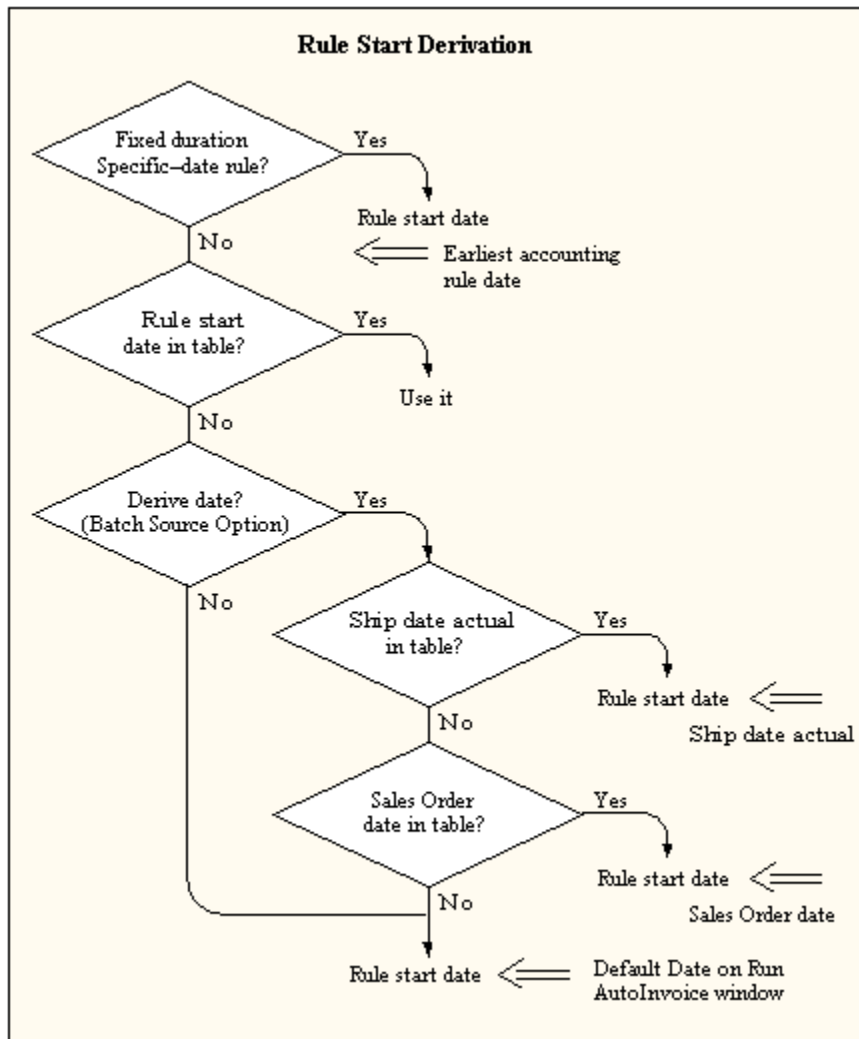 Rule Start Derivation
Fixed duration
Specific–date rule?
Yes
Rule start date
Earliest accounting
rule date
No
Rule start
date in table?
Yes
Use it
No
Derive date?
(Batch Source Option)
Yes
No
Ship date actual
in table?
Yes
Rule start date
Ship date actual
No
Sales Order
date in table?
Yes
Rule start date
Sales Order date
No
Rule start date
Default Date on Run
AutoInvoice window